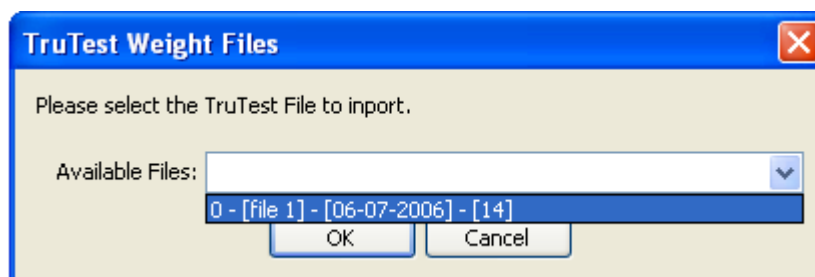 TruTest Weight Files
Please select the TruTest File to inport.
Available Files:
0 - [file 1] - [06-07-2006] - [14]
OK Cancel